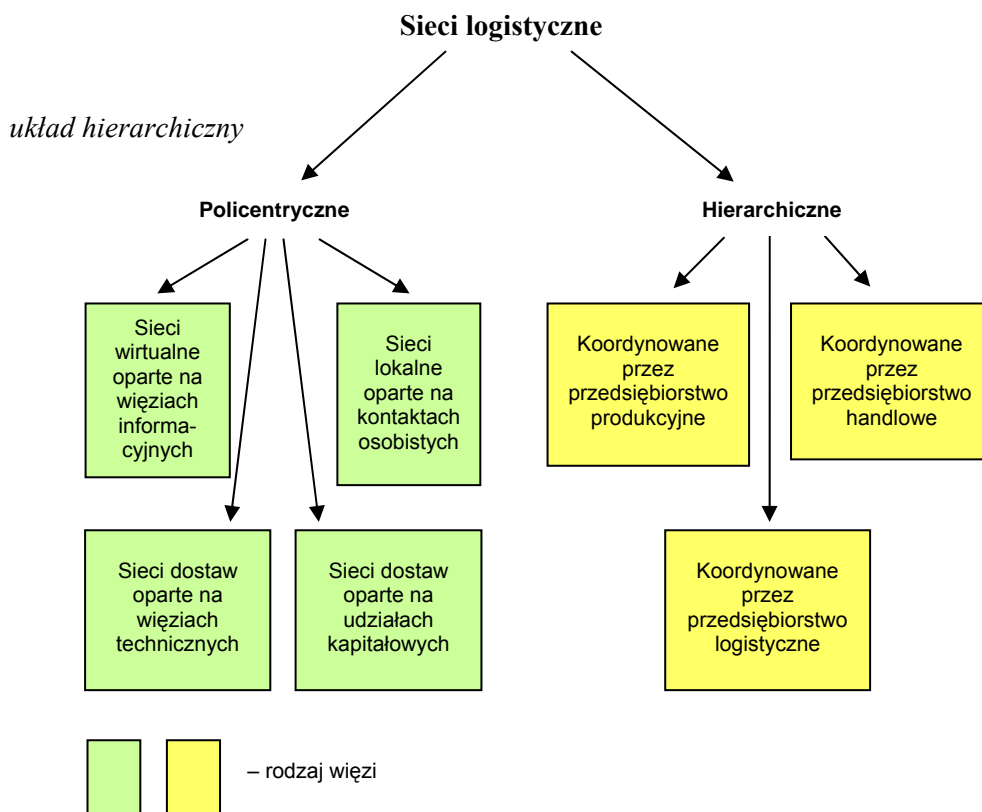 Sieci logistyczne
układ hierarchiczny
Policentryczne
Hierarchiczne
Sieci
wirtualne
oparte na
więziach
informa-
cyjnych
Sieci
lokalne
oparte na
kontaktach
osobistych
Koordynowane
przez
przedsiębiorstwo
produkcyjne
Koordynowane
przez
przedsiębiorstwo
handlowe
Sieci dostaw
oparte na
więziach
technicznych
Sieci dostaw
oparte na
udziałach
kapitałowych
Koordynowane
przez
przedsiębiorstwo
logistyczne
– rodzaj więzi